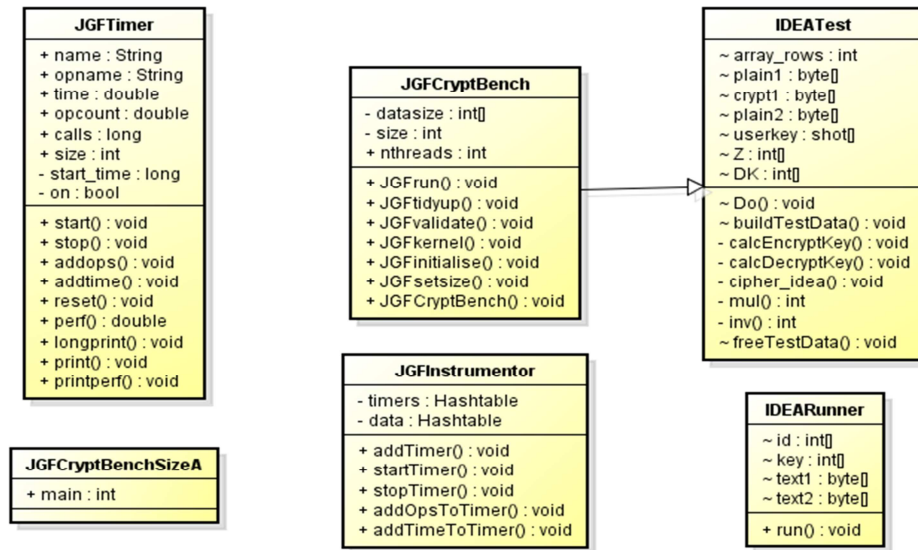 JGFTimer
+ name : String
+ opname : String
+ time : double
+ opcount : double
+ calls : long
+ size : int
- start_time : long
- on : bool
+ start() : void
+ stop() : void
+ addops() : void
+ addtime() : void
+ reset() : void
+ perf() : double
+ longprint() : void
+ print() : void
+ printperf() : void
JGFCryptBench
- datasize : int[]
- size : int
+ nthreads : int
+ JGFrun() : void
+ JGFtidyup() : void
+ JGFvalidate() : void
+ JGFkernel() : void
+ JGFinitialise() : void
+ JGFsetsize() : void
+ JGFCryptBench() : void
IDEATest
~ array_rows : int
~ plain1 : byte[]
~ crypt1 : byte[]
~ plain2 : byte[]
~ userkey : shot[]
~ Z : int[]
~ DK : int[]
~ Do() : void
~ buildTestData() : void
- calcEncryptKey() : void
- calcDecryptKey() : void
- cipher_idea() : void
- mul() : int
- inv() : int
~ freeTestData() : void
JGFCryptBenchSizeA
+ main : int
JGFInstrumentor
- timers : Hashtable
- data : Hashtable
+ addTimer() : void
+ startTimer() : void
+ stopTimer() : void
+ addOpsToTimer() : void
+ addTimeToTimer() : void
IDEARunner
~ id : int[]
~ key : int[]
~ text1 : byte[]
~ text2 : byte[]
+ run() : void